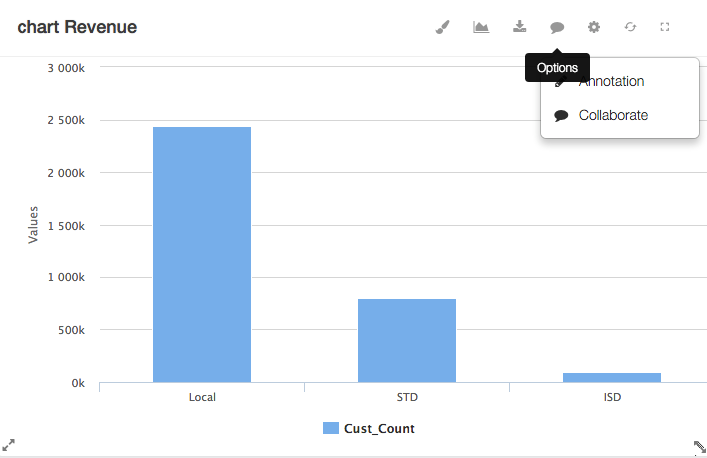 chart Revenue
Options
Annotation
Collaborate
3 000k
2 500k
2 000k
1 500k
1 000k
500k
0k
Values
Local
STD
ISD
Cust_Count